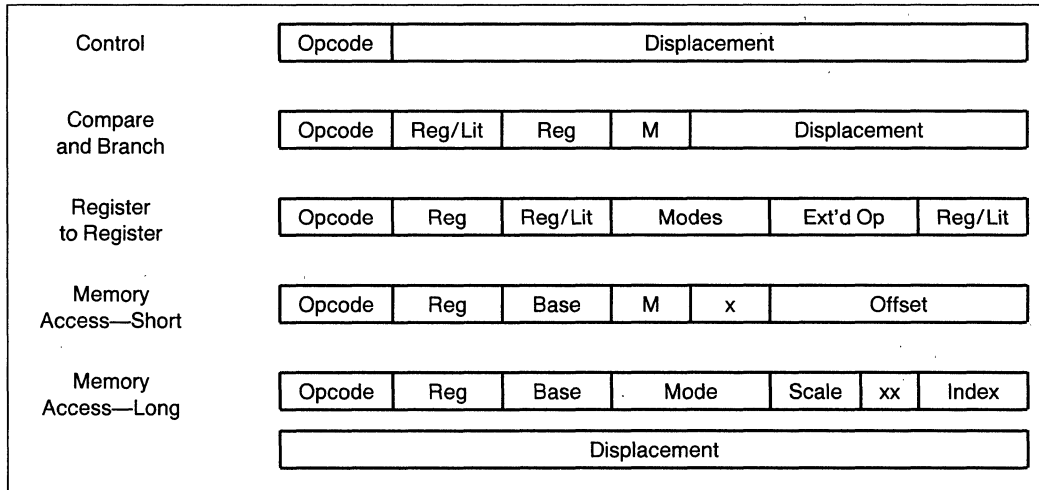 Control
Opcode Displacement
Compare
and Branch
Opcode Reg/Lit Reg M Displacement
Register
to Register
Opcode Reg Reg/Lit Modes Ext'd Op Reg/Lit
Memory
Access—Short
Opcode Reg Base M x Offset
Memory
Access—Long
Opcode Reg Base Mode Scale xx Index
Displacement